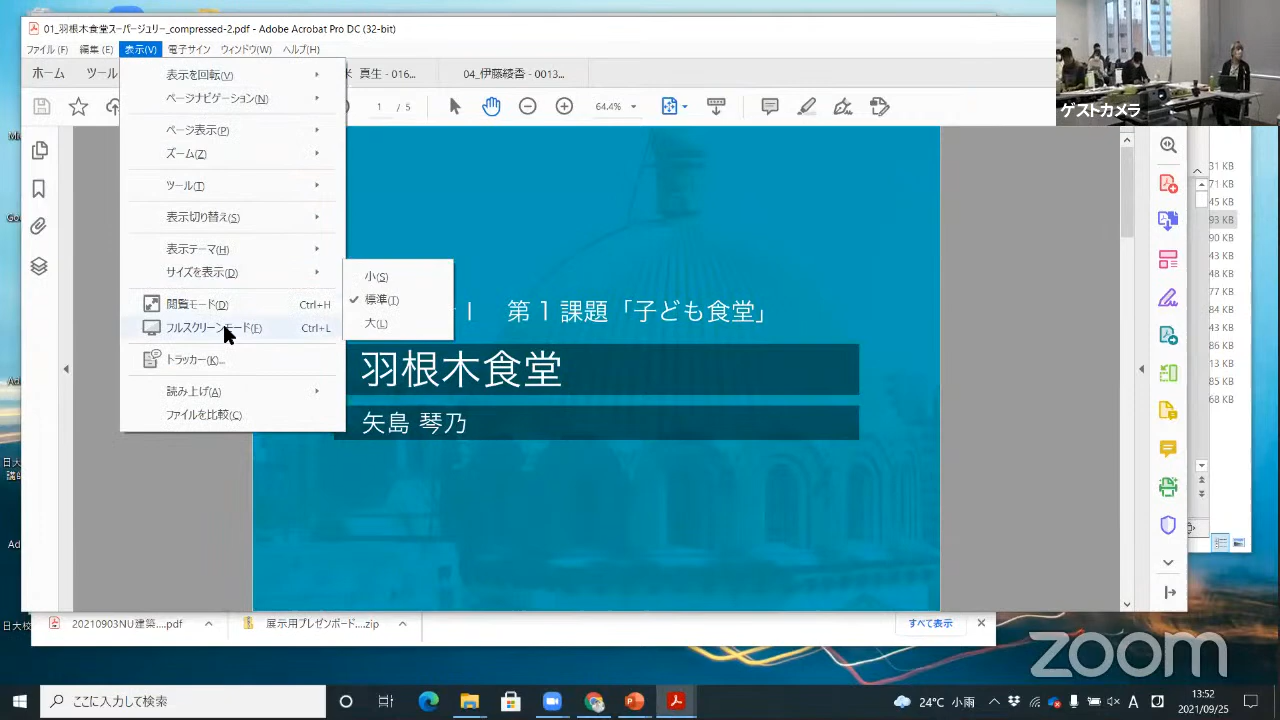 01_羽根木食堂スーパージュリー_compressed-2.pdf - Adobe Acrobat Pro DC (32-bit)
ファイル(F) 編集(E) 表示(V) 電子サイン ウィンドウ(W) ヘルプ(H)
ホーム ツール 米 真生 - 016... 04_伊藤綾香 - 0013...
1 / 5 64.4%
ゲストカメラ
表示を回転(V)
ページナビゲーション(N)
ページ表示(P)
ズーム(Z)
ツール(T)
表示切り替え(S)
表示テーマ(H)
サイズを表示(D)
閲覧モード(D) Ctrl+H
フルスクリーンモード(F) Ctrl+L
トラッカー(K)...
読み上げ(A)
ファイルを比較(C)
小(S)
標準(T)
大(L)
第1課題「子ども食堂」
羽根木食堂
矢島 琴乃
31 KB
71 KB
45 KB
93 KB
90 KB
43 KB
48 KB
77 KB
84 KB
43 KB
86 KB
13 KB
85 KB
68 KB
20210903NU建築....pdf 展示用プレゼンボード....zip すべて表示
zoom
ここに入力して検索 24°C 小雨 A 13:52
2021/09/25